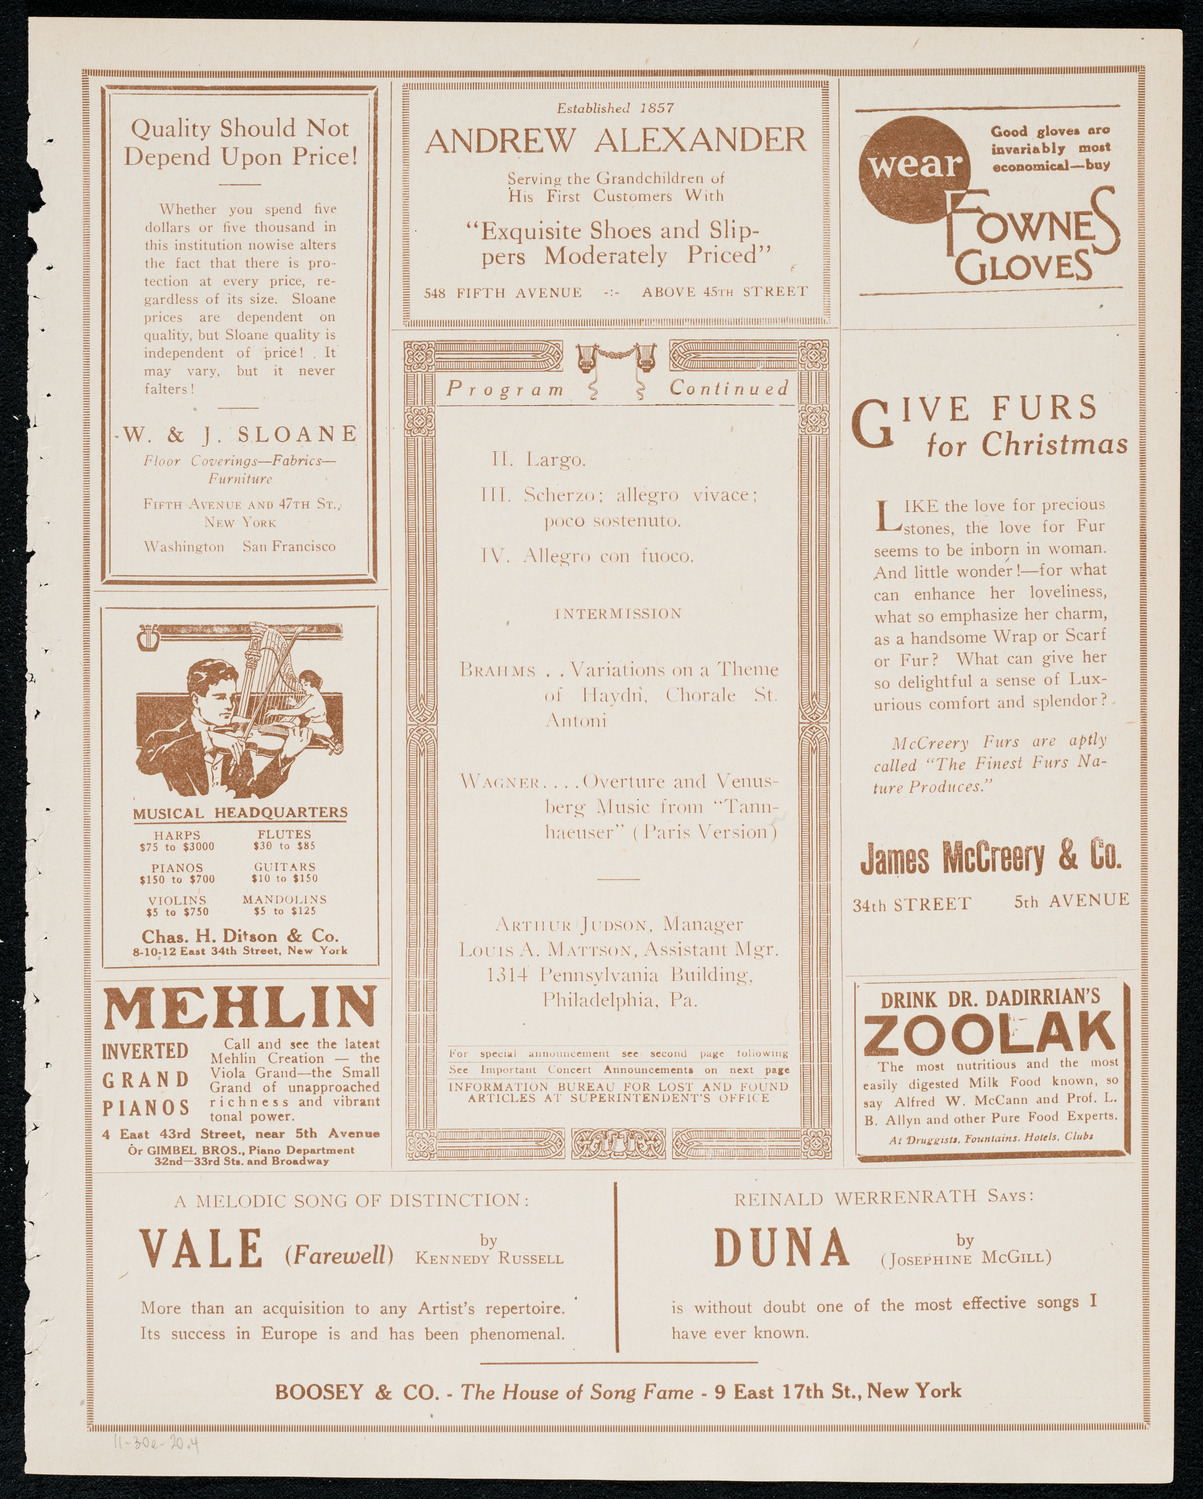 Quality Should Not
Depend Upon Price!
Whether you spend five
dollars or five thousand in
this institution nowise alters
the fact that there is pro-
tection at every price, re-
gardless of its size. Sloane
prices are dependent on
quality, but Sloane quality is
independent of price! It
may vary, but it never
falters!
W. & J. SLOANE
Floor Coverings—Fabrics—
Furniture
FIFTH AVENUE AND 47TH ST.,
NEW YORK
Washington San Francisco
MUSICAL HEADQUARTERS
HARPS FLUTES
$75 to $3000 $30 to $85
PIANOS GUITARS
$150 to $700 $10 to $150
VIOLINS MANDOLINS
$5 to $750 $5 to $125
Chas. H. Ditson & Co.
8-10-12 East 34th Street, New York
MEHLIN
INVERTED
GRAND
PIANOS
Call and see the latest
Mehlin Creation — the
Viola Grand—the Small
Grand of unapproached
richness and vibrant
tonal power.
4 East 43rd Street, near 5th Avenue
Or GIMBEL BROS., Piano Department
32nd—33rd Sts. and Broadway
Established 1857
ANDREW ALEXANDER
Serving the Grandchildren of
His First Customers With
"Exquisite Shoes and Slip-
pers Moderately Priced"
548 FIFTH AVENUE -:- ABOVE 45TH STREET
Program Continued
II. Largo.
III. Scherzo; allegro vivace;
poco sostenuto.
IV. Allegro con fuoco.
INTERMISSION
BRAHMS . . Variations on a Theme
of Haydn, Chorale St.
Antoni
WAGNER. . . .Overture and Venus-
berg Music from "Tann-
haeuser" (Paris Version)
ARTHUR JUDSON, Manager
LOUIS A. MATTSON, Assistant Mgr.
1314 Pennsylvania Building,
Philadelphia, Pa.
For special announcement see second page following
See Important Concert Announcements on next page
INFORMATION BUREAU FOR LOST AND FOUND
ARTICLES AT SUPERINTENDENT'S OFFICE
wear
Good gloves are
invariably most
economical—buy
FOWNES
GLOVES
GIVE FURS
for Christmas
LIKE the love for precious
stones, the love for Fur
seems to be inborn in woman.
And little wonder!—for what
can enhance her loveliness,
what so emphasize her charm,
as a handsome Wrap or Scarf
or Fur? What can give her
so delightful a sense of Lux-
urious comfort and splendor?
McCreery Furs are aptly
called "The Finest Furs Na-
ture Produces."
James McCreery & Co.
34th STREET 5th AVENUE
DRINK DR. DADIRRIAN'S
ZOOLAK
The most nutritious and the most
easily digested Milk Food known, so
say Alfred W. McCann and Prof. L.
B. Allyn and other Pure Food Experts.
At Druggists, Fountains, Hotels, Clubs
A MELODIC SONG OF DISTINCTION:
VALE (Farewell) by
KENNEDY RUSSELL
More than an acquisition to any Artist's repertoire.
Its success in Europe is and has been phenomenal.
REINALD WERRENRATH SAYS:
DUNA by
(JOSEPHINE MCGILL)
is without doubt one of the most effective songs I
have ever known.
BOOSEY & CO. - The House of Song Fame - 9 East 17th St., New York
11-30e-20.4